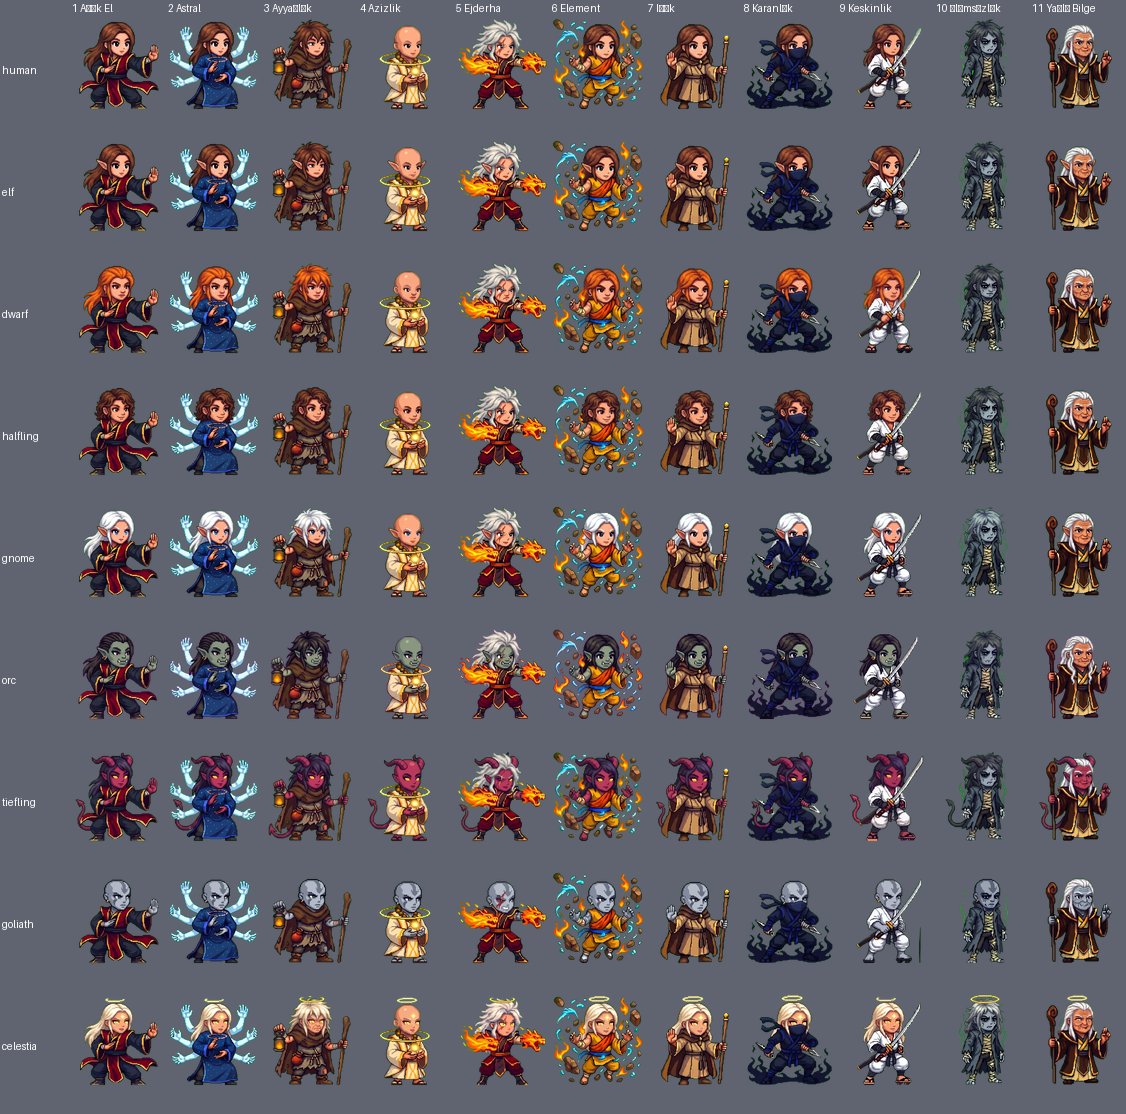 1 A□□k El 2 Astral 3 Ayya□□□k 4 Azizlik 5 Ejderha 6 Element 7 I□□k 8 Karanl□k 9 Keskinlik 10 □l□ms□zl□k 11 Ya□l□ Bilge
human
elf
dwarf
halfling
gnome
orc
tiefling
goliath
celestia